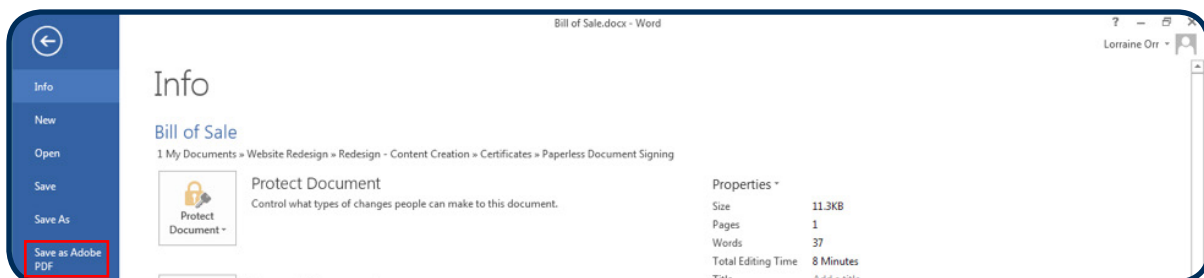 Bill of Sale.docx - Word
? 
Lorraine Orr
Info
New
Open
Save
Save As
Save as Adobe
PDF
Info
Bill of Sale
1 My Documents » Website Redesign » Redesign - Content Creation » Certificates » Paperless Document Signing
Protect
Document
Protect Document
Control what types of changes people can make to this document.
Properties
Size 11.3KB
Pages 1
Words 37
Total Editing Time 8 Minutes
Title Add a title